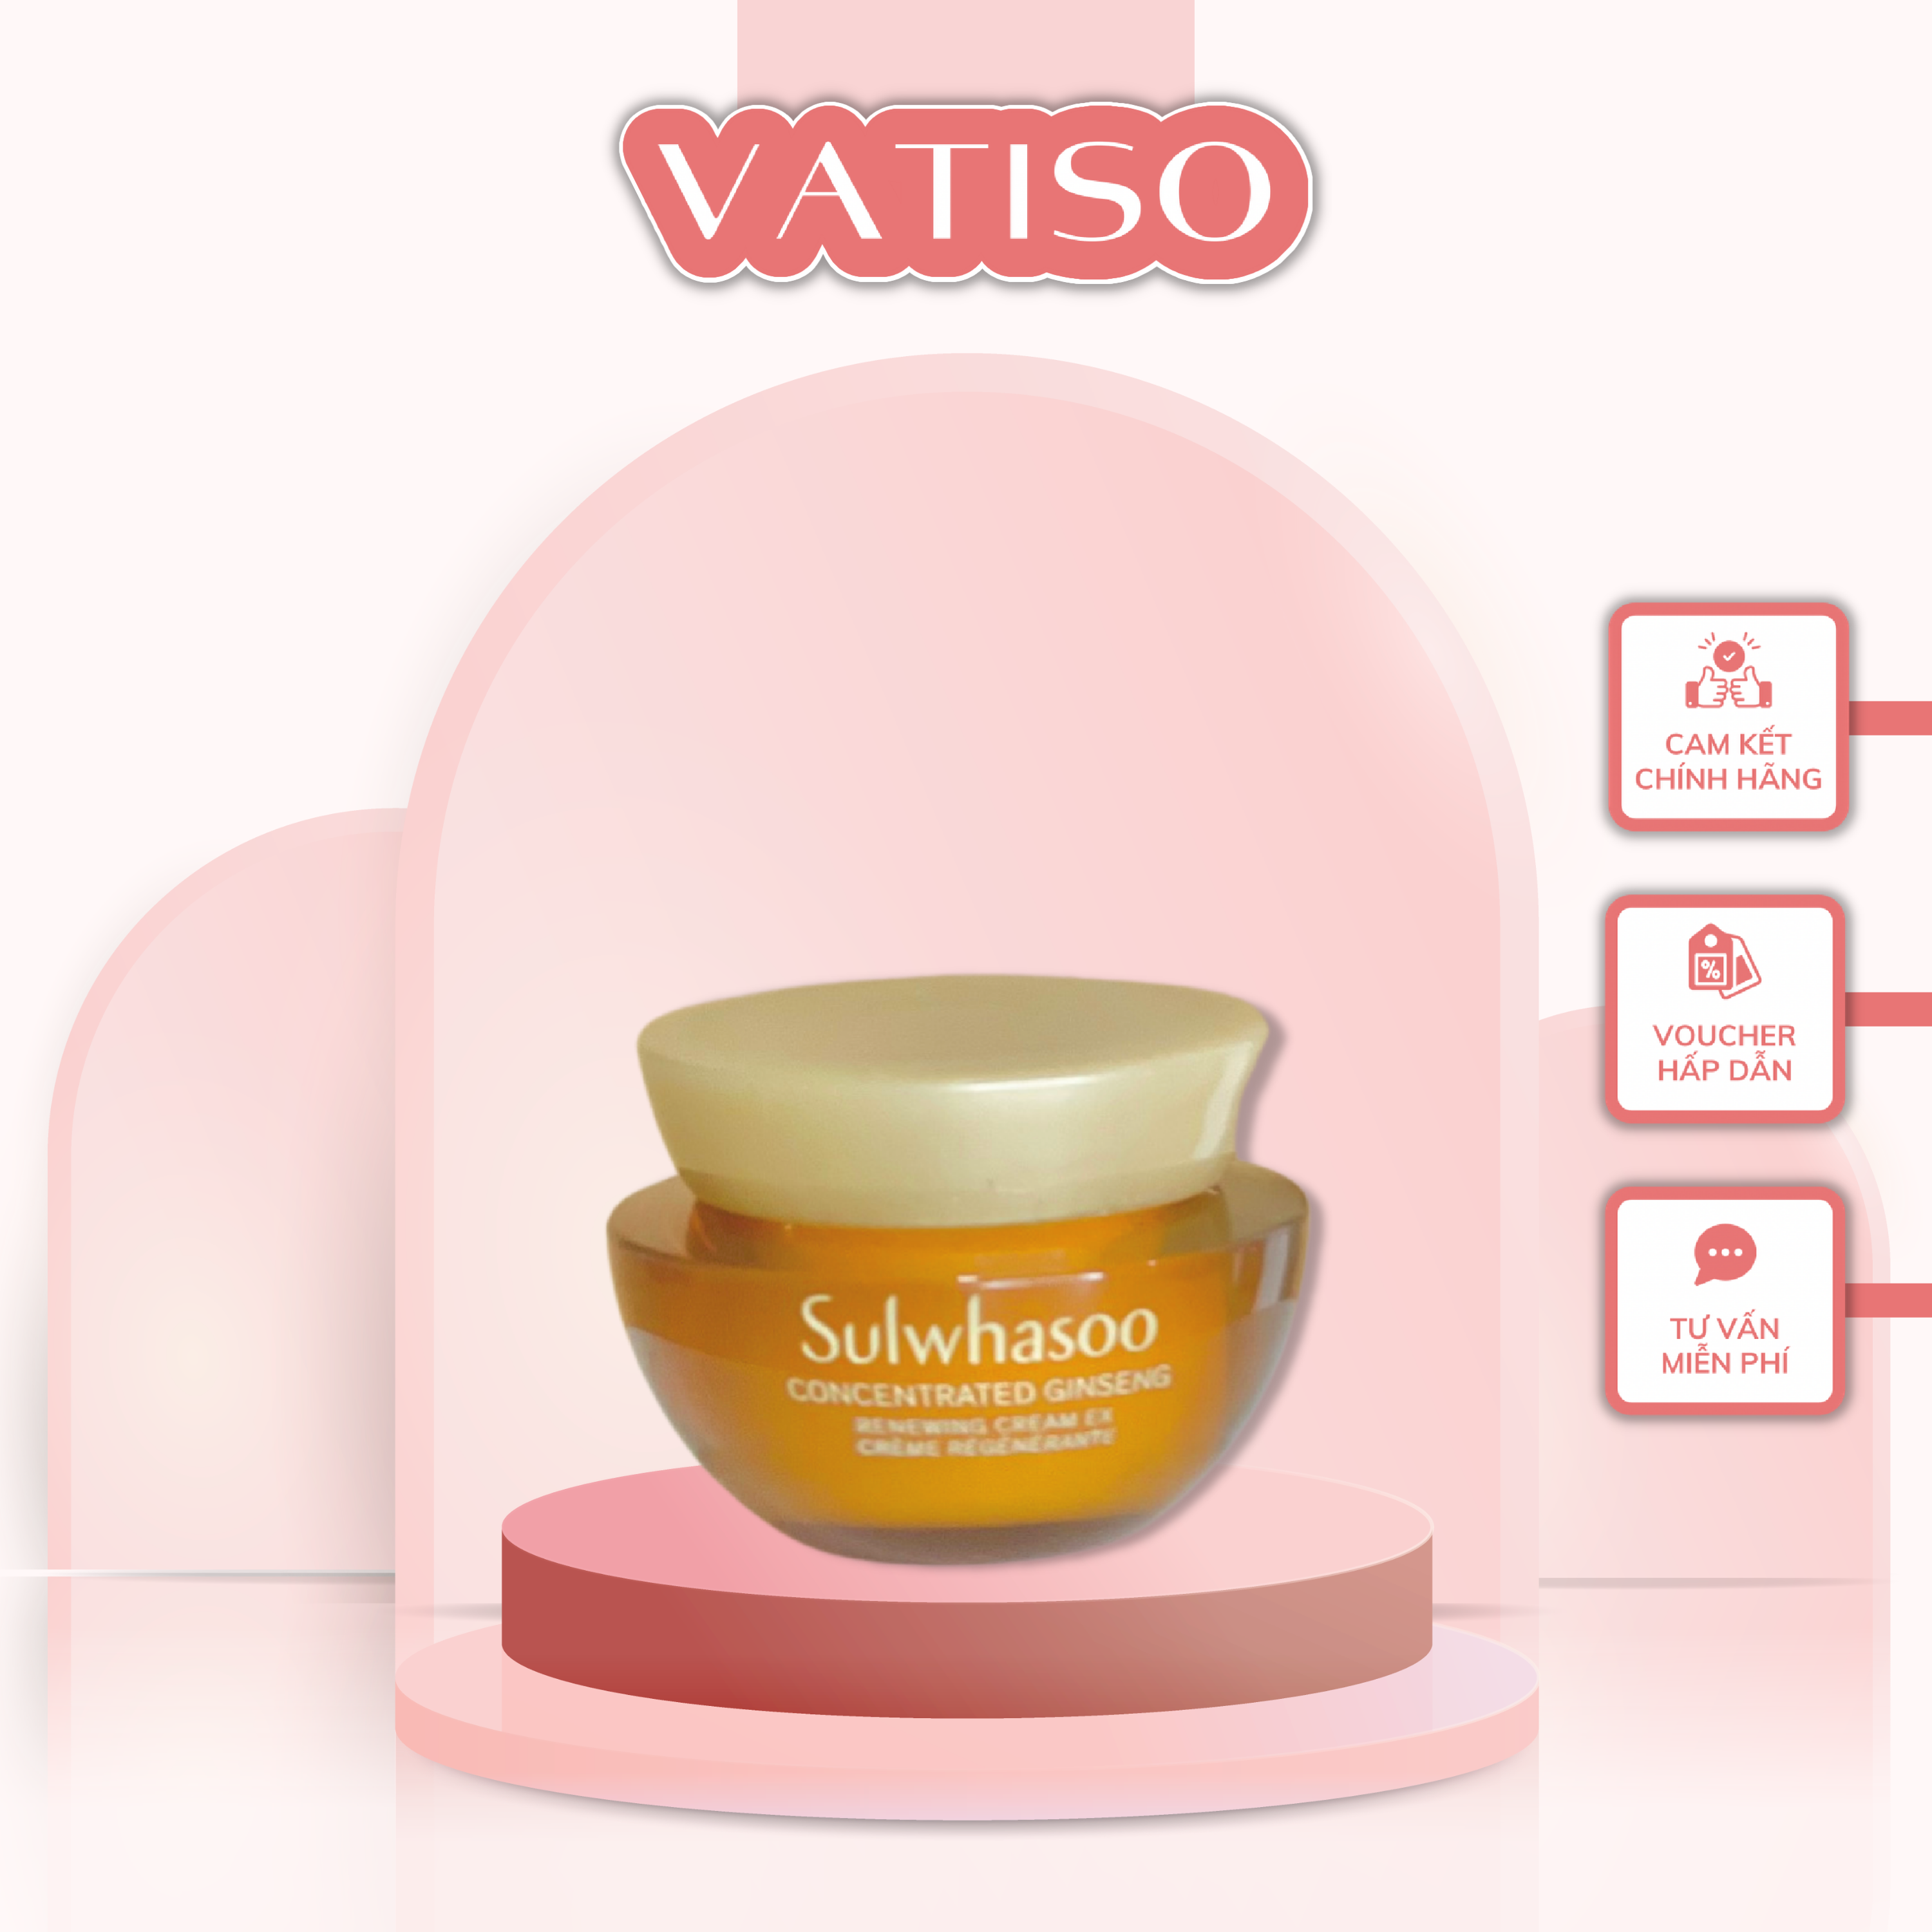 VATISO
CAM KẾT
CHÍNH HÃNG
VOUCHER
HẤP DẪN
TƯ VẤN
MIỄN PHÍ
Sulwhasoo
CONCENTRATED GINSENG
RENEWING CREAM EX
CRÈME RÉGÉNÉRANTE
%